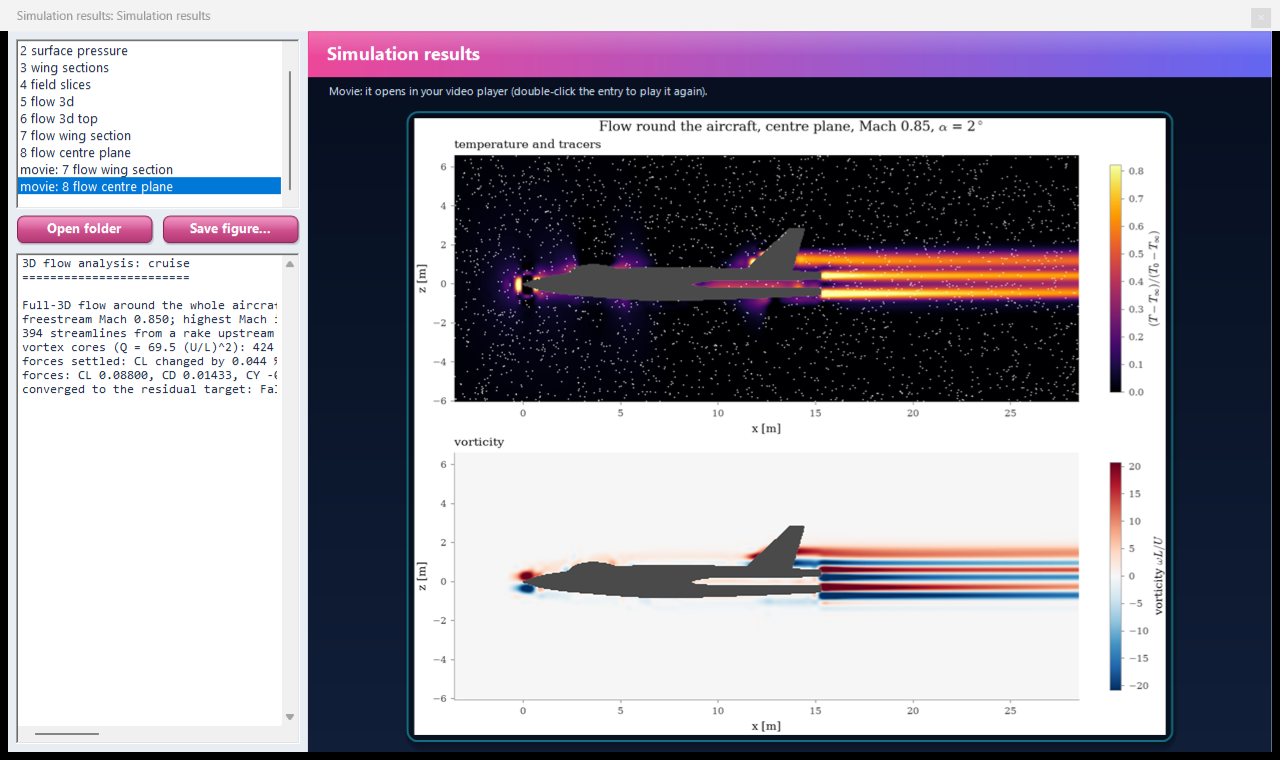 Simulation results: Simulation results
2 surface pressure
3 wing sections
4 field slices
5 flow 3d
6 flow 3d top
7 flow wing section
8 flow centre plane
movie: 7 flow wing section
movie: 8 flow centre plane
Open folder
Save figure...
3D flow analysis: cruise
========================
Full-3D flow around the whole aircra
freestream Mach 0.850; highest Mach
394 streamlines from a rake upstream
vortex cores (Q = 69.5 (U/L)^2): 424
forces settled: CL changed by 0.044
forces: CL 0.08800, CD 0.01433, CY
converged to the residual target: Fa
Simulation results
Movie: it opens in your video player (double-click the entry to play it again).
Flow round the aircraft, centre plane, Mach 0.85, α = 2°
temperature and tracers
6
4
2
0
−2
−4
−6
z [m]
0 5 10 15 20 25
x [m]
0.8
0.7
0.6
0.5
0.4
0.3
0.2
0.1
0.0
(T − T∞)/(T₀ − T∞)
vorticity
6
4
2
0
−2
−4
−6
z [m]
0 5 10 15 20 25
x [m]
20
15
10
5
0
−5
−10
−15
−20
vorticity ωL/U